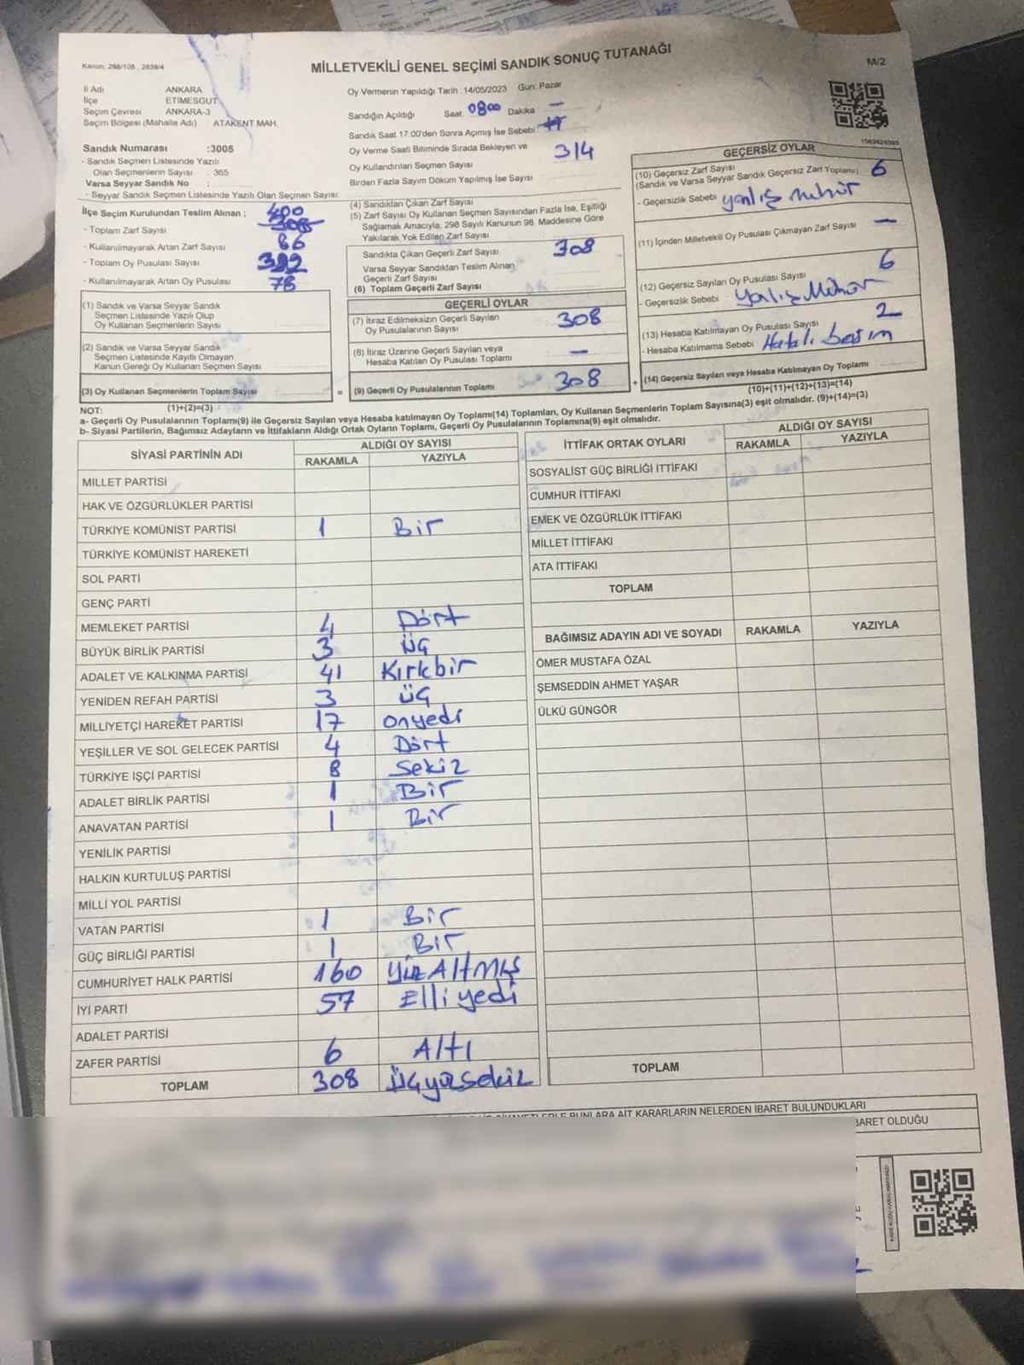 Kanun, 298/105 , 2839/4
MİLLETVEKİLİ GENEL SEÇİMİ SANDIK SONUÇ TUTANAĞI
M/2
İl Adı ANKARA
İlçe ETİMESGUT
Seçim Çevresi ANKARA-3
Seçim Bölgesi (Mahalle Adı) ATAKENT MAH.
Sandık Numarası :3005
- Sandık Seçmen Listesinde Yazılı
Olan Seçmenlerin Sayısı : 365
Varsa Seyyar Sandık No :
- Seyyar Sandık Seçmen Listesinde Yazılı Olan Seçmen Sayısı:
İlçe Seçim Kurulundan Teslim Alınan : 400
- Toplam Zarf Sayısı
- Kullanılmayarak Artan Zarf Sayısı 86
- Toplam Oy Pusulası Sayısı 392
- Kullanılmayarak Artan Oy Pusulası 78
Oy Vermenin Yapıldığı Tarih : 14/05/2023 Gün: Pazar
Sandığın Açıldığı Saat 08 00 Dakika —
Sandık Saat 17.00'den Sonra Açılmış İse Sebebi
Oy Verme Saati Bitiminde Sırada Bekleyen ve
Oy Kullandırılan Seçmen Sayısı 314
Birden Fazla Sayım Döküm Yapılmış İse Sayısı
(4) Sandıktan Çıkan Zarf Sayısı
(5) Zarf Sayısı Oy Kullanan Seçmen Sayısından Fazla İse, Eşitliği
Sağlamak Amacıyla, 298 Sayılı Kanunun 98. Maddesine Göre
Yakılarak Yok Edilen Zarf Sayısı
Sandıkta Çıkan Geçerli Zarf Sayısı 308
Varsa Seyyar Sandıktan Teslim Alınan
Geçerli Zarf Sayısı
(6) Toplam Geçerli Zarf Sayısı
GEÇERSİZ OYLAR
(10) Geçersiz Zarf Sayısı 6
(Sandık ve Varsa Seyyar Sandık Geçersiz Zarf Toplamı)
- Geçersizlik Sebebi yanlış mühür
(11) İçinden Milletvekili Oy Pusulası Çıkmayan Zarf Sayısı —
(12) Geçersiz Sayılan Oy Pusulası Sayısı 6
- Geçersizlik Sebebi Yanlış Mühür
(13) Hesaba Katılmayan Oy Pusulası Sayısı 2
- Hesaba Katılmama Sebebi Hatalı basım
(14) Geçersiz Sayılan veya Hesaba Katılmayan Oy Toplamı
(10)+(11)+(12)+(13)=(14)
(1) Sandık ve Varsa Seyyar Sandık
Seçmen Listesinde Yazılı Olup
Oy Kullanan Seçmenlerin Sayısı
(2) Sandık ve Varsa Seyyar Sandık
Seçmen Listesinde Kayıtlı Olmayan
Kanun Gereği Oy Kullanan Seçmen Sayısı
(3) Oy Kullanan Seçmenlerin Toplam Sayısı =
(1)+(2)=(3)
GEÇERLİ OYLAR
(7) İtiraz Edilmeksizin Geçerli Sayılan
Oy Pusulalarının Sayısı 308
(8) İtiraz Üzerine Geçerli Sayılan veya
Hesaba Katılan Oy Pusulası Toplamı —
(9) Geçerli Oy Pusulalarının Toplamı 308 +
NOT:
a- Geçerli Oy Pusulalarının Toplamı(9) ile Geçersiz Sayılan veya Hesaba katılmayan Oy Toplamı(14) Toplamları, Oy Kullanan Seçmenlerin Toplam Sayısına(3) eşit olmalıdır. (9)+(14)=(3)
b- Siyasi Partilerin, Bağımsız Adayların ve İttifakların Aldığı Ortak Oyların Toplamı, Geçerli Oy Pusulalarının Toplamına(9) eşit olmalıdır.
SİYASİ PARTİNİN ADI ALDIĞI OY SAYISI
RAKAMLA YAZIYLA
MİLLET PARTİSİ
HAK VE ÖZGÜRLÜKLER PARTİSİ
TÜRKİYE KOMÜNİST PARTİSİ 1 Bir
TÜRKİYE KOMÜNİST HAREKETİ
SOL PARTİ
GENÇ PARTİ
MEMLEKET PARTİSİ 4 Dört
BÜYÜK BİRLİK PARTİSİ 3 Üç
ADALET VE KALKINMA PARTİSİ 41 Kırkbir
YENİDEN REFAH PARTİSİ 3 üç
MİLLİYETÇİ HAREKET PARTİSİ 17 onyedi
YEŞİLLER VE SOL GELECEK PARTİSİ 4 Dört
TÜRKİYE İŞÇİ PARTİSİ 8 Sekiz
ADALET BİRLİK PARTİSİ 1 Bir
ANAVATAN PARTİSİ 1 Bir
YENİLİK PARTİSİ
HALKIN KURTULUŞ PARTİSİ
MİLLİ YOL PARTİSİ
VATAN PARTİSİ 1 Bir
GÜÇ BİRLİĞİ PARTİSİ 1 Bir
CUMHURİYET HALK PARTİSİ 160 YüzAltmış
İYİ PARTİ 57 Elliyedi
ADALET PARTİSİ
ZAFER PARTİSİ 6 Altı
TOPLAM 308 Üçyüzsekiz
İTTİFAK ORTAK OYLARI ALDIĞI OY SAYISI
RAKAMLA YAZIYLA
SOSYALİST GÜÇ BİRLİĞİ İTTİFAKI
CUMHUR İTTİFAKI
EMEK VE ÖZGÜRLÜK İTTİFAKI
MİLLET İTTİFAKI
ATA İTTİFAKI
TOPLAM
BAĞIMSIZ ADAYIN ADI VE SOYADI RAKAMLA YAZIYLA
ÖMER MUSTAFA ÖZAL
ŞEMSEDDİN AHMET YAŞAR
ÜLKÜ GÜNGÖR
TOPLAM
BUNLARA AİT KARARLARIN NELERDEN İBARET BULUNDUKLARI
İBARET OLDUĞU